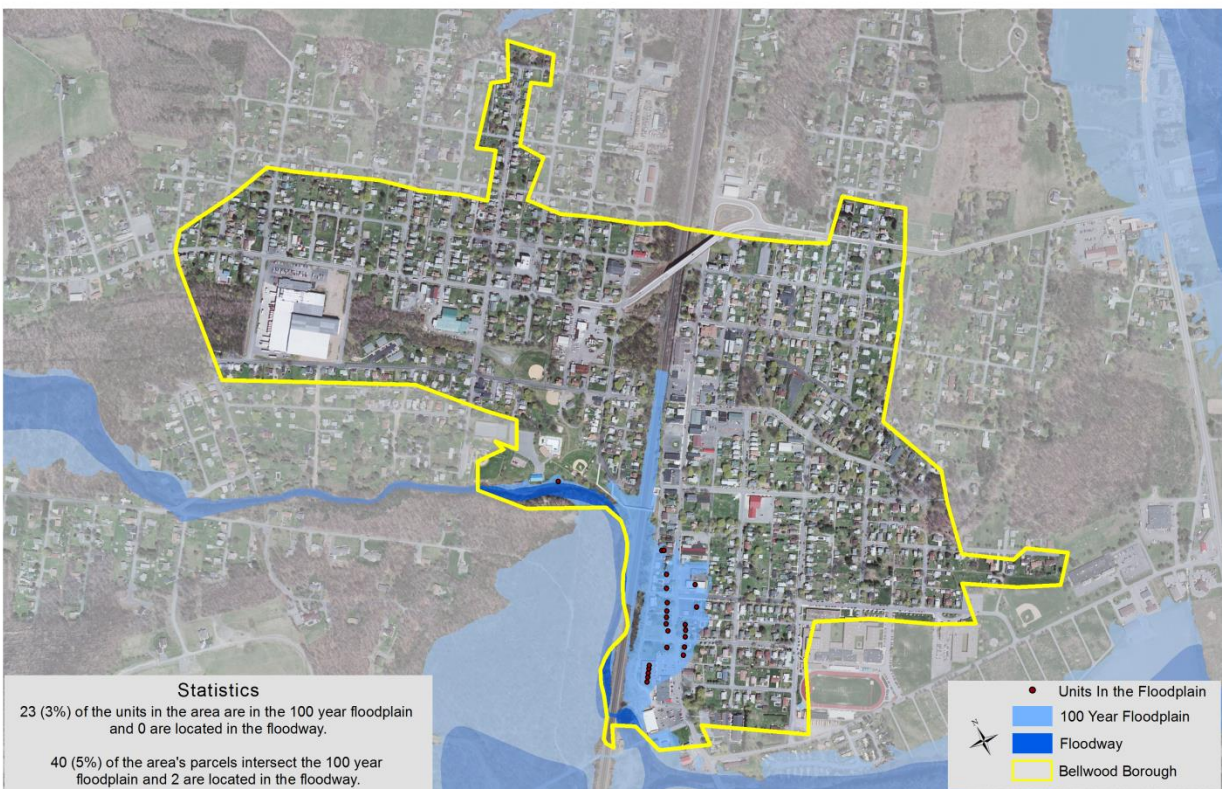 Statistics
23 (3%) of the units in the area are in the 100 year floodplain
and 0 are located in the floodway.
40 (5%) of the area's parcels intersect the 100 year
floodplain and 2 are located in the floodway.
Units In the Floodplain
100 Year Floodplain
Floodway
Bellwood Borough
N